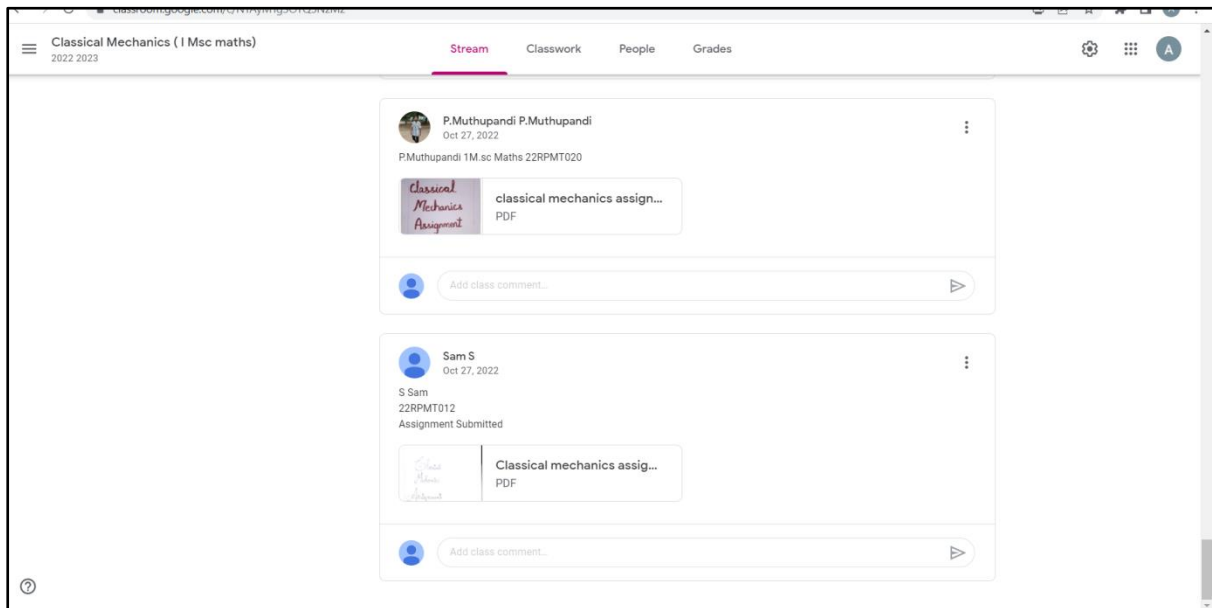 Classical Mechanics ( I Msc maths)
2022 2023
Stream
Classwork
People
Grades
A
P.Muthupandi P.Muthupandi
Oct 27, 2022
P.Muthupandi 1M.sc Maths 22RPMT020
Classical
Mechanics
Assignment
classical mechanics assign...
PDF
Add class comment...
Sam S
Oct 27, 2022
S Sam
22RPMT012
Assignment Submitted
Classical mechanics assig...
PDF
Add class comment...